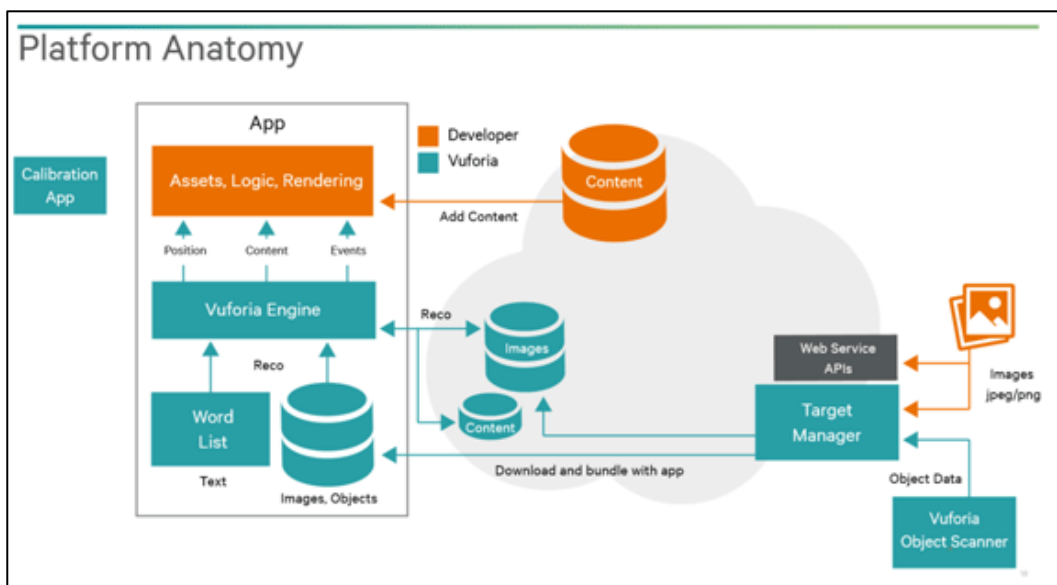 Platform Anatomy
App
Developer
Vuforia
Calibration
App
Assets, Logic, Rendering
Content
Add Content
Position
Content
Events
Vuforia Engine
Reco
Images
Web Service
APIs
Images
jpeg/png
Reco
Word
List
Content
Target
Manager
Text
Images, Objects
Download and bundle with app
Object Data
Vuforia
Object Scanner